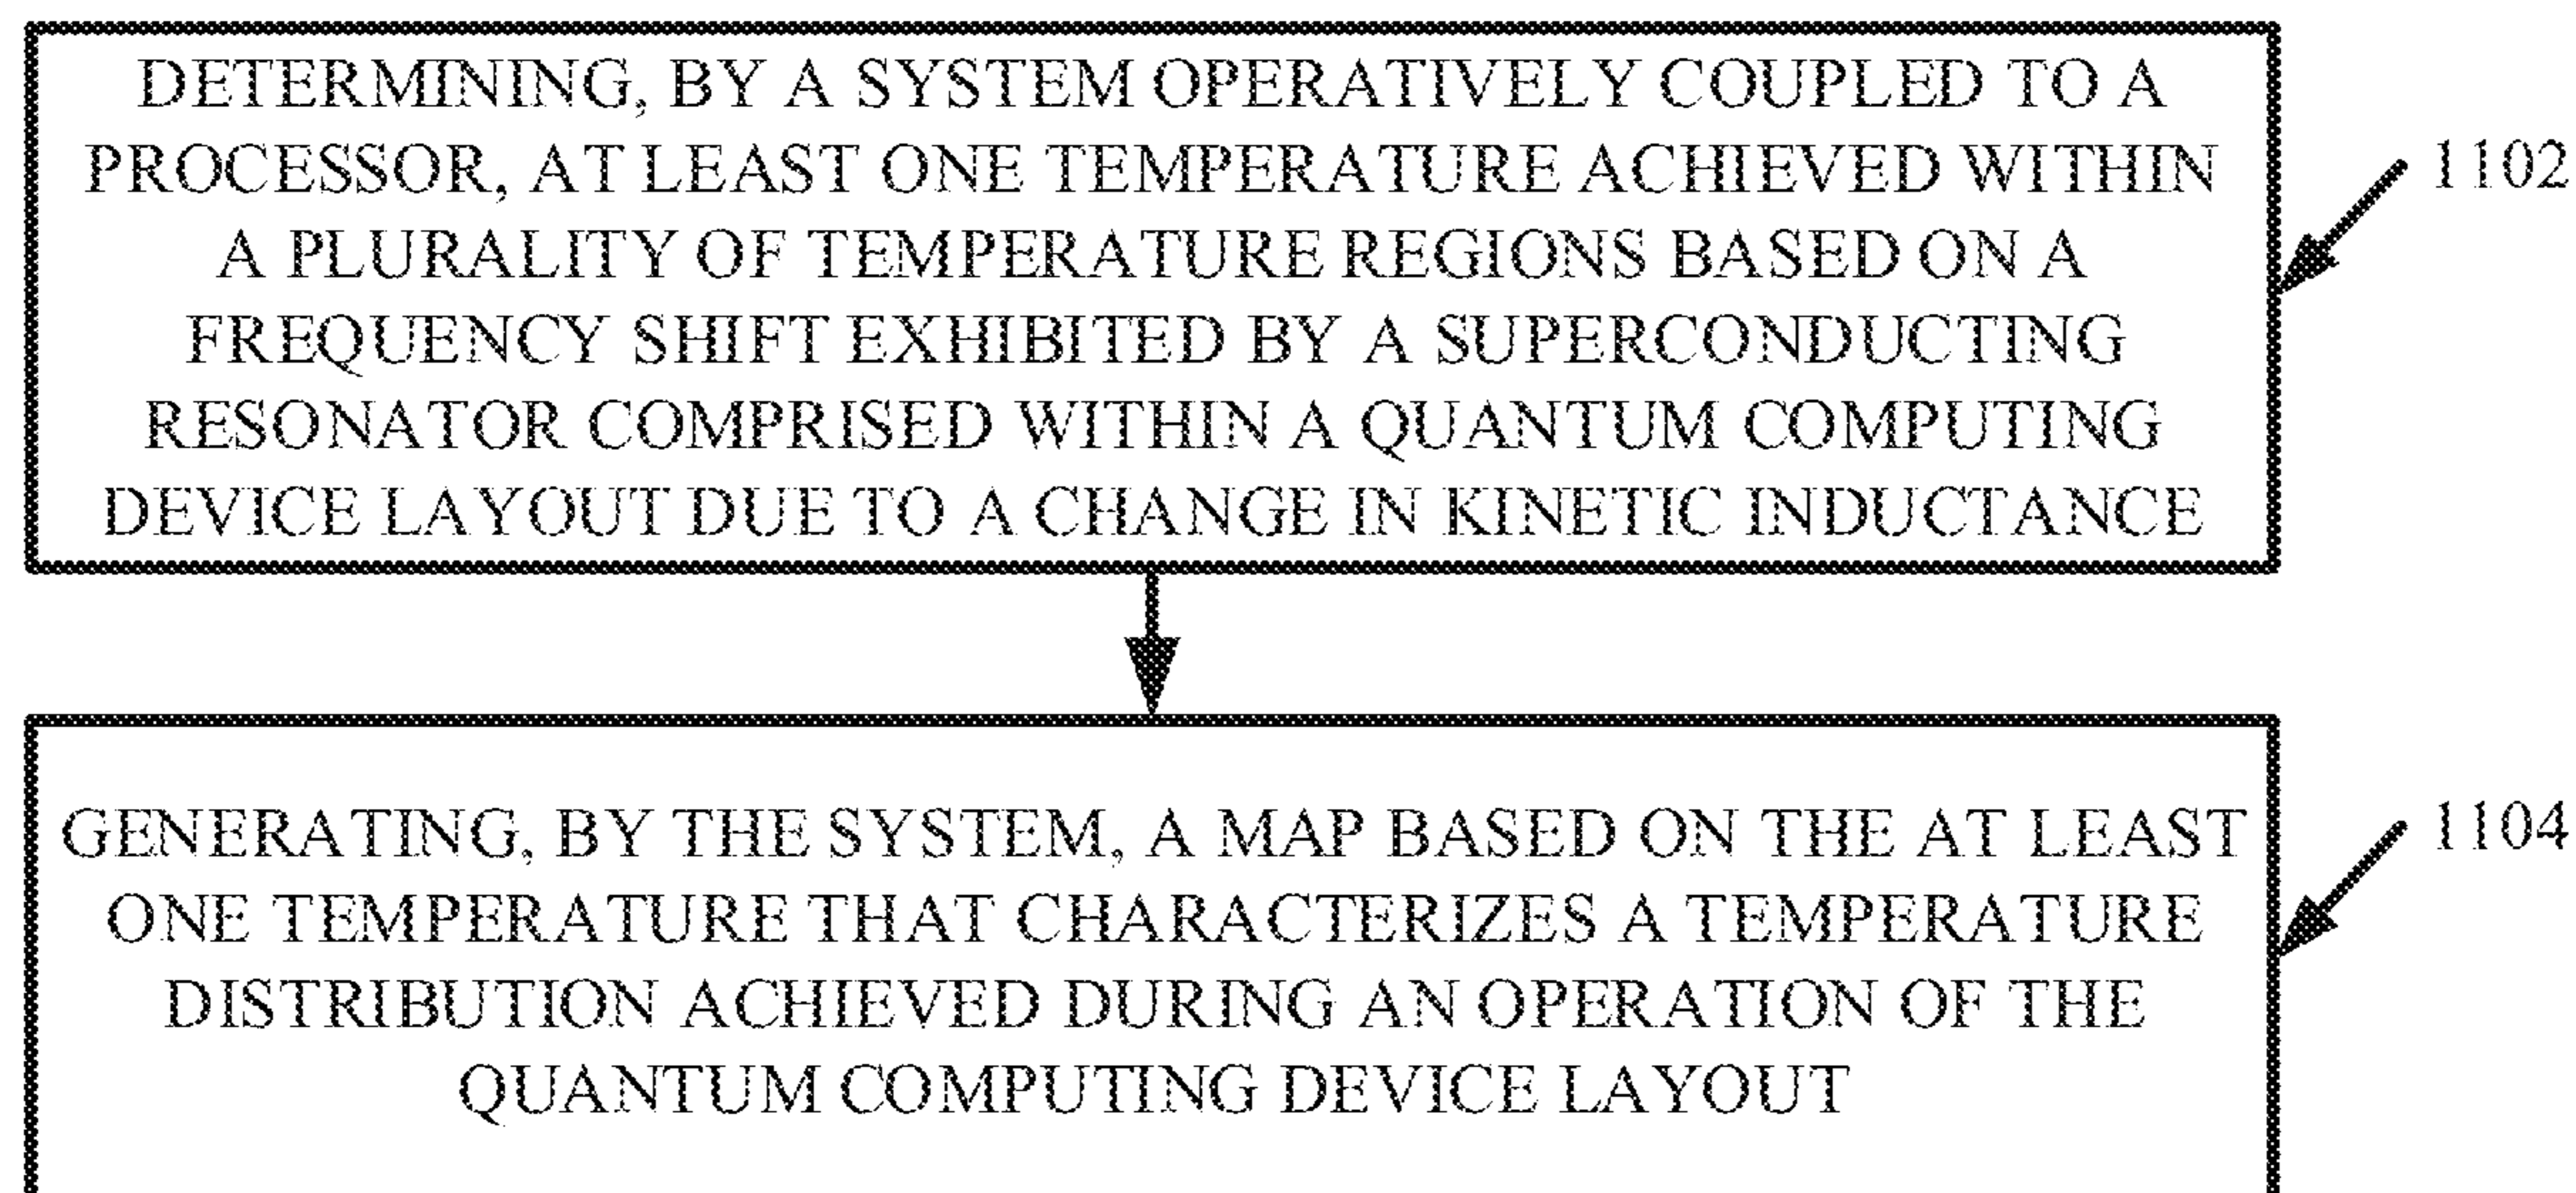 DETERMINING, BY A SYSTEM OPERATIVELY COUPLED TO A
PROCESSOR, AT LEAST ONE TEMPERATURE ACHIEVED WITHIN
A PLURALITY OF TEMPERATURE REGIONS BASED ON A
FREQUENCY SHIFT EXHIBITED BY A SUPERCONDUCTING
RESONATOR COMPRISED WITHIN A QUANTUM COMPUTING
DEVICE LAYOUT DUE TO A CHANGE IN KINETIC INDUCTANCE
1102
GENERATING, BY THE SYSTEM, A MAP BASED ON THE AT LEAST
ONE TEMPERATURE THAT CHARACTERIZES A TEMPERATURE
DISTRIBUTION ACHIEVED DURING AN OPERATION OF THE
QUANTUM COMPUTING DEVICE LAYOUT
1104